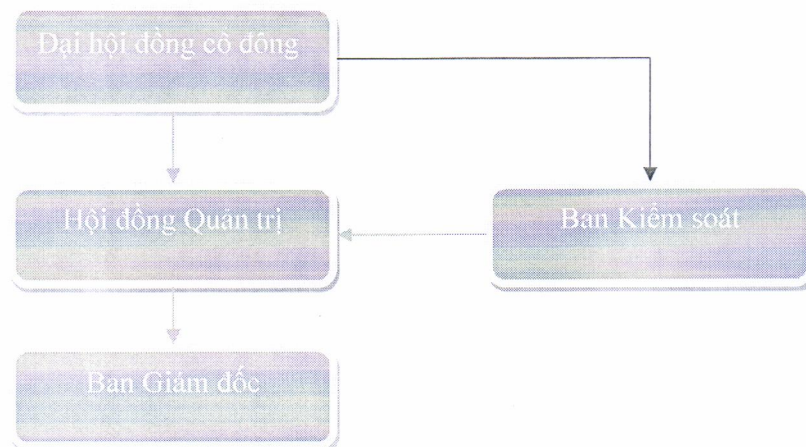 Đại hội đồng cổ đông
Hội đồng Quản trị
Ban Kiểm soát
Ban Giám đốc